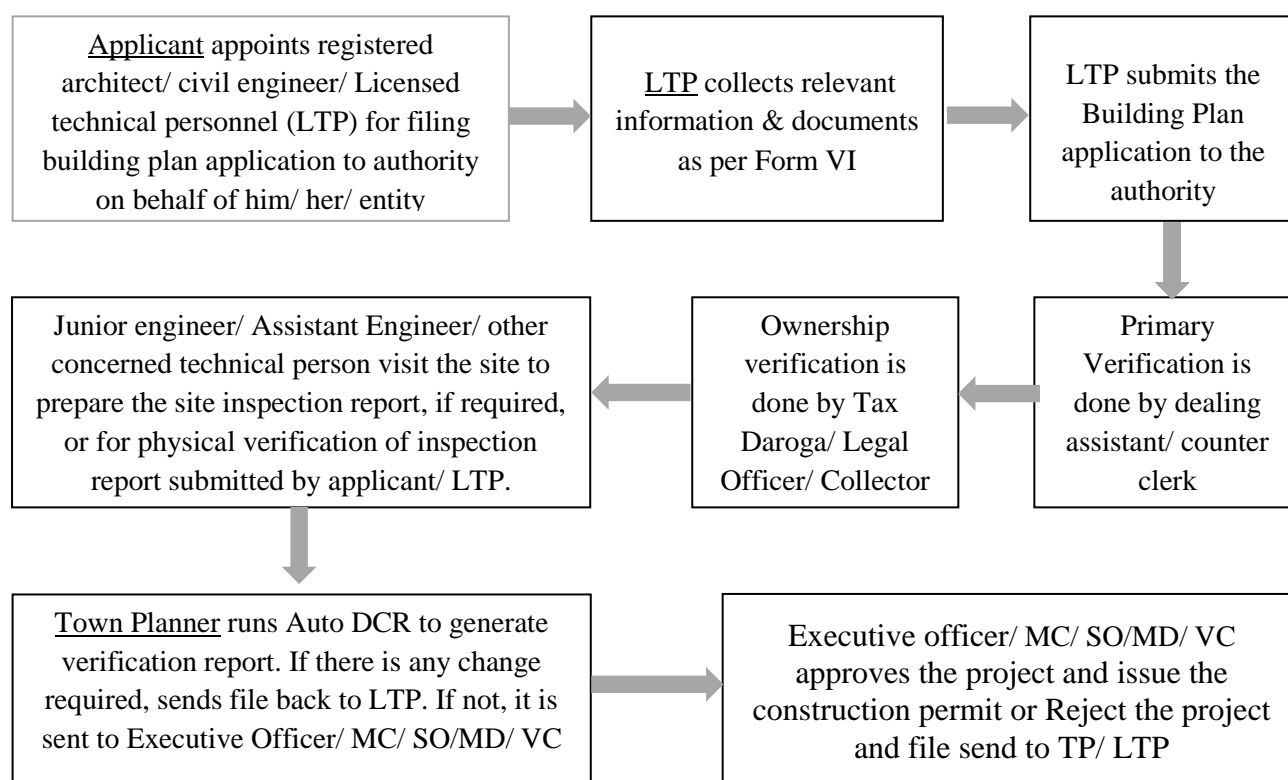 Applicant appoints registered
architect/ civil engineer/ Licensed
technical personnel (LTP) for filing
building plan application to authority
on behalf of him/ her/ entity
LTP collects relevant
information & documents
as per Form VI
LTP submits the
Building Plan
application to the
authority
Primary
Verification is
done by dealing
assistant/ counter
clerk
Ownership
verification is
done by Tax
Daroga/ Legal
Officer/ Collector
Junior engineer/ Assistant Engineer/ other
concerned technical person visit the site to
prepare the site inspection report, if required,
or for physical verification of inspection
report submitted by applicant/ LTP.
Town Planner runs Auto DCR to generate
verification report. If there is any change
required, sends file back to LTP. If not, it is
sent to Executive Officer/ MC/ SO/MD/ VC
Executive officer/ MC/ SO/MD/ VC
approves the project and issue the
construction permit or Reject the project
and file send to TP/ LTP